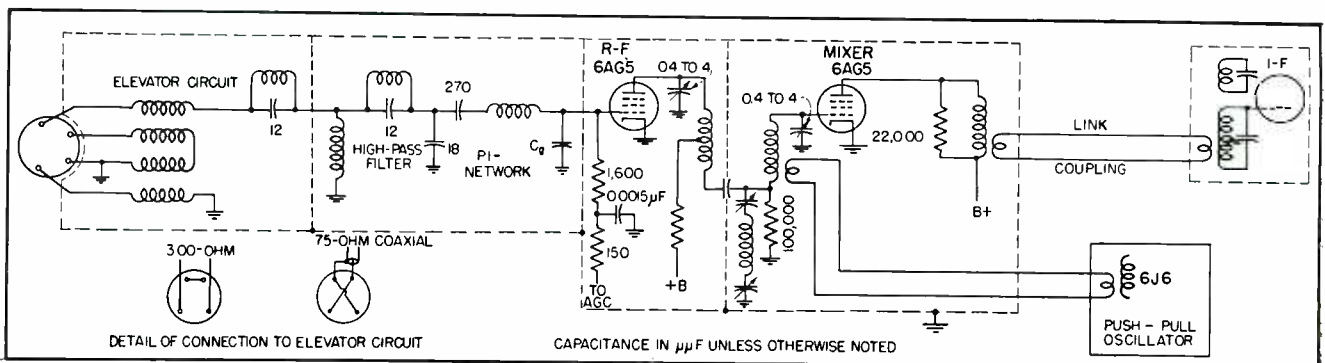 ELEVATOR CIRCUIT
12
12
HIGH-PASS
FILTER
18
270
PI-
NETWORK
Cg
R-F
6AG5
0.4 TO 4
1,600
0.0015μF
150
TO
AGC
+B
MIXER
6AG5
0.4 TO 4
100,000
22,000
B+
LINK
COUPLING
I-F
6J6
PUSH-PULL
OSCILLATOR
300-OHM
75-OHM COAXIAL
DETAIL OF CONNECTION TO ELEVATOR CIRCUIT
CAPACITANCE IN μμF UNLESS OTHERWISE NOTED